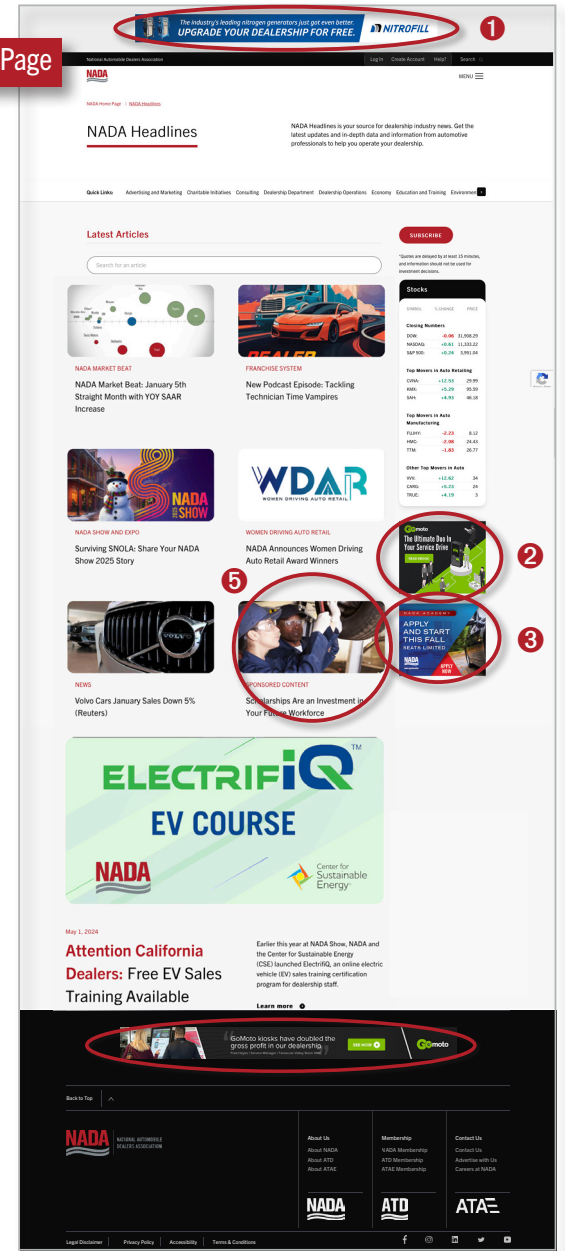 The industry's leading nitrogen generators just got even better.
UPGRADE YOUR DEALERSHIP FOR FREE.
NITROFILL
1
Page
National Automobile Dealers Association
Log In Create Account Help? Search
NADA
MENU
NADA Home Page / NADA Headlines
NADA Headlines
NADA Headlines is your source for dealership industry news. Get the
latest updates and in-depth data and information from automotive
professionals to help you operate your dealership.
Quick Links: Advertising and Marketing Charitable Initiatives Consulting Dealership Department Dealership Operations Economy Education and Training Environmen
Latest Articles
SUBSCRIBE
Search for an article
*Quotes are delayed by at least 15 minutes,
and information should not be used for
investment decisions.
Stocks
SYMBOL % CHANGE PRICE
Closing Numbers
DOW: -0.06 31,908.29
NASDAQ: +0.61 11,333.22
S&P 500: +0.24 3,951.04
Top Movers in Auto Retailing
CVNA: +12.53 29.99
KMX: +5.29 95.59
SAH: +4.93 46.18
Top Movers in Auto
Manufacturing
FUJHY: -2.23 8.12
HMC: -2.08 24.43
TTM: -1.83 26.77
Other Top Movers in Auto
VVV: +12.62 34
CARG: +5.23 24
TRUE: +4.19 3
NADA MARKET BEAT
NADA Market Beat: January 5th
Straight Month with YOY SAAR
Increase
DEALER
FRANCHISE SYSTEM
New Podcast Episode: Tackling
Technician Time Vampires
NADA
SHOW
2025
NADA SHOW AND EXPO
Surviving SNOLA: Share Your NADA
Show 2025 Story
WDAR
WOMEN DRIVING AUTO RETAIL
WOMEN DRIVING AUTO RETAIL
NADA Announces Women Driving
Auto Retail Award Winners
GOmoto
The Ultimate Duo In
Your Service Drive
2
5
VOLVO
NEWS
Volvo Cars January Sales Down 5%
(Reuters)
SPONSORED CONTENT
Scholarships Are an Investment in
Your Future Workforce
NADA ACADEMY
APPLY
AND START
THIS FALL
SEATS LIMITED
NADA
APPLY
NOW
3
ELECTRIFIQ™
EV COURSE
NADA
Center for
Sustainable
Energy
May 1, 2024
Attention California
Dealers: Free EV Sales
Training Available
Earlier this year at NADA Show, NADA and
the Center for Sustainable Energy
(CSE) launched ElectrifiQ, an online electric
vehicle (EV) sales training certification
program for dealership staff.
Learn more
GoMoto kiosks have doubled the
gross profit in our dealership.
SEE NOW
GOmoto
Back to Top
NADA
NATIONAL AUTOMOBILE
DEALERS ASSOCIATION
About Us
About NADA
About ATD
About ATAE
Membership
NADA Membership
ATD Membership
ATAE Membership
Contact Us
Contact Us
Advertise with Us
Careers at NADA
NADA
ATD
ATAE
Legal Disclaimer Privacy Policy Accessibility Terms & Conditions